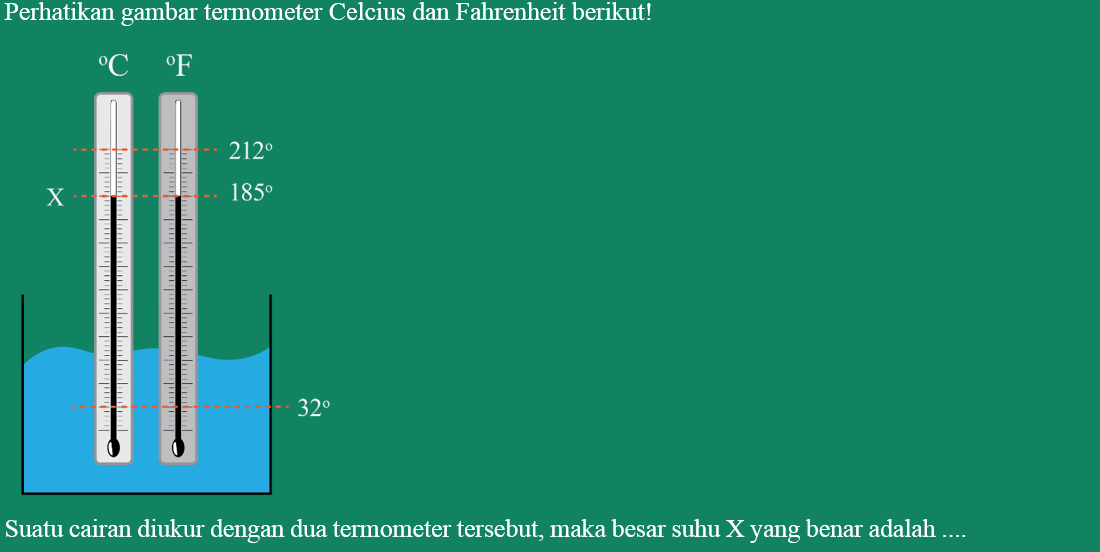 Perhatikan gambar termometer Celcius dan Fahrenheit berikut!
°C °F
212°
X 185°
32°
Suatu cairan diukur dengan dua termometer tersebut, maka besar suhu X yang benar adalah ....